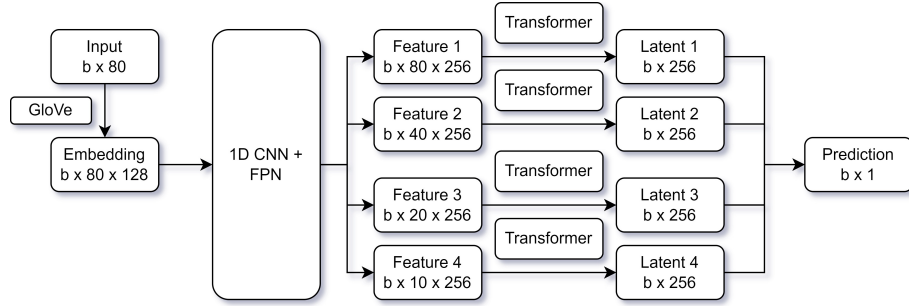 Input
b x 80
GloVe
Embedding
b x 80 x 128
1D CNN +
FPN
Feature 1
b x 80 x 256
Feature 2
b x 40 x 256
Feature 3
b x 20 x 256
Feature 4
b x 10 x 256
Transformer
Transformer
Transformer
Transformer
Latent 1
b x 256
Latent 2
b x 256
Latent 3
b x 256
Latent 4
b x 256
Prediction
b x 1